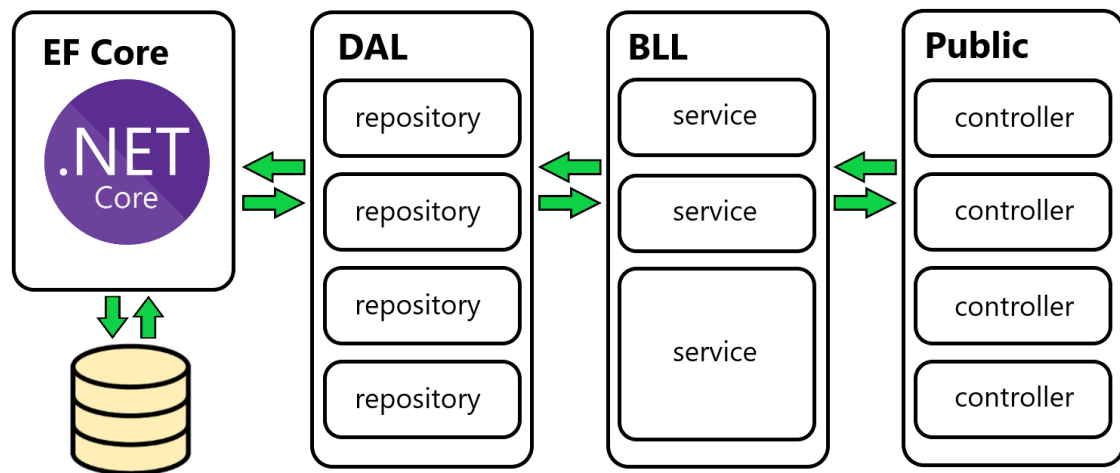 EF Core
.NET
Core
DAL
repository
repository
repository
repository
BLL
service
service
service
Public
controller
controller
controller
controller